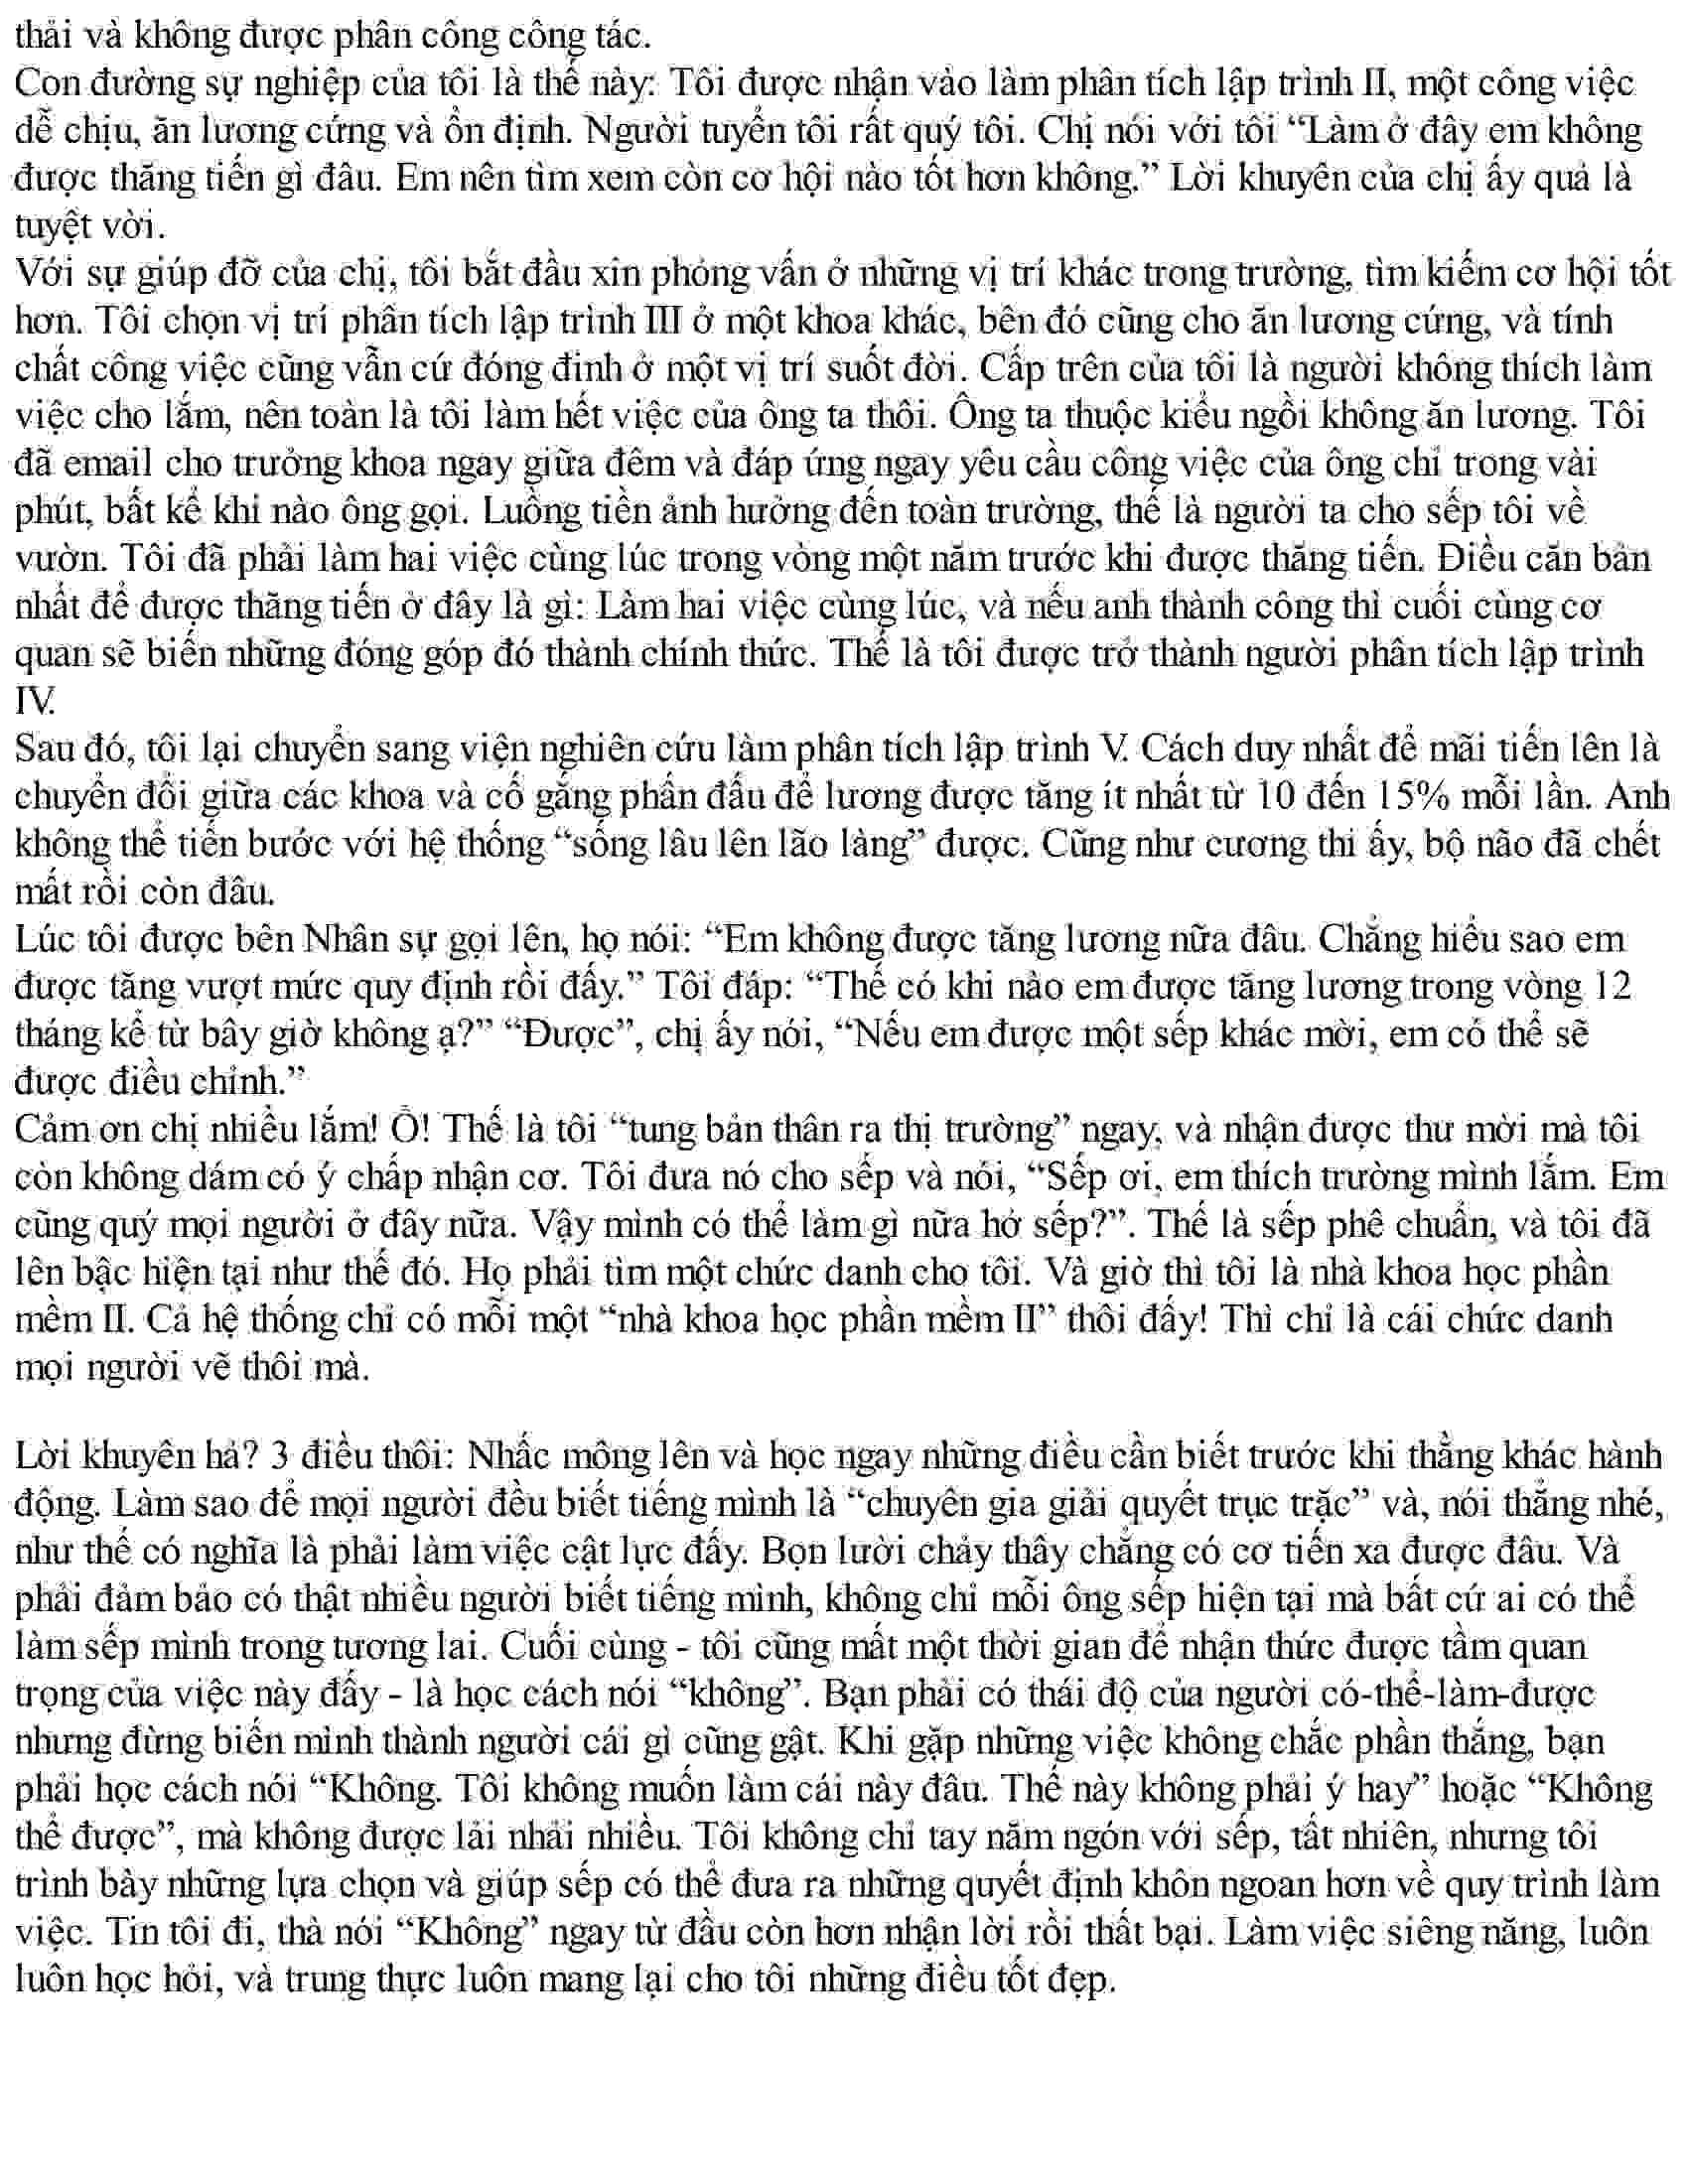 thải và không được phân công công tác.
Con đường sự nghiệp của tôi là thế này: Tôi được nhận vào làm phân tích lập trình II, một công việc
dễ chịu, ăn lương cứng và ổn định. Người tuyển tôi rất quý tôi. Chị nói với tôi “Làm ở đây em không
được thăng tiến gì đâu. Em nên tìm xem còn cơ hội nào tốt hơn không.” Lời khuyên của chị ấy quả là
tuyệt vời.
Với sự giúp đỡ của chị, tôi bắt đầu xin phỏng vấn ở những vị trí khác trong trường, tìm kiếm cơ hội tốt
hơn. Tôi chọn vị trí phân tích lập trình III ở một khoa khác, bên đó cũng cho ăn lương cứng, và tính
chất công việc cũng vẫn cứ đóng đinh ở một vị trí suốt đời. Cấp trên của tôi là người không thích làm
việc cho lắm, nên toàn là tôi làm hết việc của ông ta thôi. Ông ta thuộc kiểu ngồi không ăn lương. Tôi
đã email cho trưởng khoa ngay giữa đêm và đáp ứng ngay yêu cầu công việc của ông chỉ trong vài
phút, bất kể khi nào ông gọi. Luồng tiền ảnh hưởng đến toàn trường, thế là người ta cho sếp tôi về
vườn. Tôi đã phải làm hai việc cùng lúc trong vòng một năm trước khi được thăng tiến. Điều căn bản
nhất để được thăng tiến ở đây là gì: Làm hai việc cùng lúc, và nếu anh thành công thì cuối cùng cơ
quan sẽ biến những đóng góp đó thành chính thức. Thế là tôi được trở thành người phân tích lập trình
IV.
Sau đó, tôi lại chuyển sang viện nghiên cứu làm phân tích lập trình V. Cách duy nhất để mãi tiến lên là
chuyển đổi giữa các khoa và cố gắng phấn đấu để lương được tăng ít nhất từ 10 đến 15% mỗi lần. Anh
không thể tiến bước với hệ thống “sống lâu lên lão làng” được. Cũng như cương thi ấy, bộ não đã chết
mất rồi còn đâu.
Lúc tôi được bên Nhân sự gọi lên, họ nói: “Em không được tăng lương nữa đâu. Chẳng hiểu sao em
được tăng vượt mức quy định rồi đấy.” Tôi đáp: “Thế có khi nào em được tăng lương trong vòng 12
tháng kể từ bây giờ không ạ?” “Được”, chị ấy nói, “Nếu em được một sếp khác mời, em có thể sẽ
được điều chỉnh.”
Cảm ơn chị nhiều lắm! Ồ! Thế là tôi “tung bản thân ra thị trường” ngay, và nhận được thư mời mà tôi
còn không dám có ý chấp nhận cơ. Tôi đưa nó cho sếp và nói, “Sếp ơi, em thích trường mình lắm. Em
cũng quý mọi người ở đây nữa. Vậy mình có thể làm gì nữa hở sếp?”. Thế là sếp phê chuẩn, và tôi đã
lên bậc hiện tại như thế đó. Họ phải tìm một chức danh cho tôi. Và giờ thì tôi là nhà khoa học phần
mềm II. Cả hệ thống chỉ có mỗi một “nhà khoa học phần mềm II” thôi đấy! Thì chỉ là cái chức danh
mọi người vẽ thôi mà.
Lời khuyên hả? 3 điều thôi: Nhấc mông lên và học ngay những điều cần biết trước khi thằng khác hành
động. Làm sao để mọi người đều biết tiếng mình là “chuyên gia giải quyết trục trặc” và, nói thẳng nhé,
như thế có nghĩa là phải làm việc cật lực đấy. Bọn lười chảy thây chẳng có cơ tiến xa được đâu. Và
phải đảm bảo có thật nhiều người biết tiếng mình, không chỉ mỗi ông sếp hiện tại mà bất cứ ai có thể
làm sếp mình trong tương lai. Cuối cùng - tôi cũng mất một thời gian để nhận thức được tầm quan
trọng của việc này đấy - là học cách nói “không”. Bạn phải có thái độ của người có-thể-làm-được
nhưng đừng biến mình thành người cái gì cũng gật. Khi gặp những việc không chắc phần thắng, bạn
phải học cách nói “Không. Tôi không muốn làm cái này đâu. Thế này không phải ý hay” hoặc “Không
thể được”, mà không được lải nhải nhiều. Tôi không chỉ tay năm ngón với sếp, tất nhiên, nhưng tôi
trình bày những lựa chọn và giúp sếp có thể đưa ra những quyết định khôn ngoan hơn về quy trình làm
việc. Tin tôi đi, thà nói “Không” ngay từ đầu còn hơn nhận lời rồi thất bại. Làm việc siêng năng, luôn
luôn học hỏi, và trung thực luôn mang lại cho tôi những điều tốt đẹp.